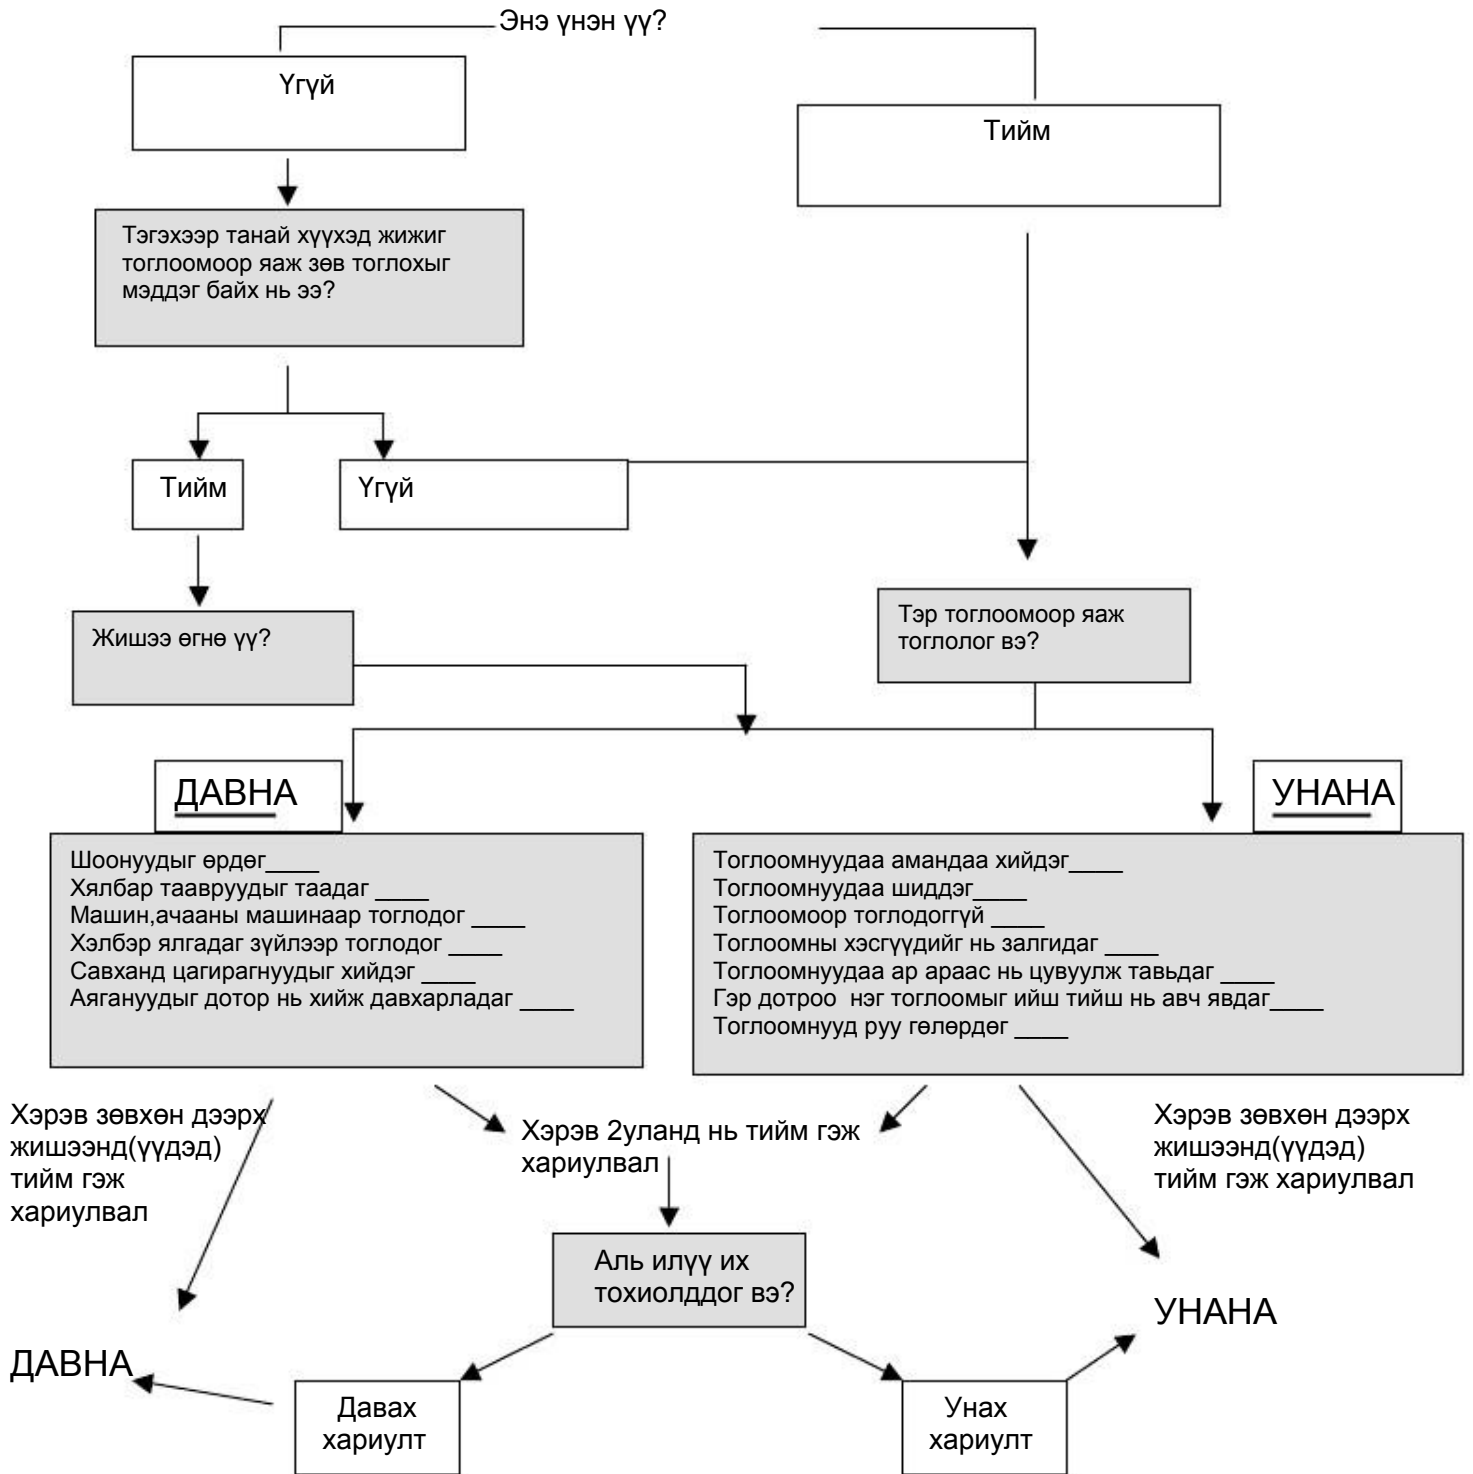 Энэ үнэн үү?
Үгүй
Тийм
Тэгэхээр танай хүүхэд жижиг
тоглоомоор яаж зөв тоглохыг
мэддэг байх нь ээ?
Тийм
Үгүй
Жишээ өгнө үү?
Тэр тоглоомоор яаж
тоглолог вэ?
ДАВНА
УНАНА
Шоонуудыг өрдөг____
Хялбар таавруудыг таадаг ____
Машин,ачааны машинаар тоглодог ____
Хэлбэр ялгадаг зүйлээр тоглодог ____
Савханд цагирагнуудыг хийдэг ____
Аягануудыг дотор нь хийж давхарладаг ____
Тоглоомнуудаа амандаа хийдэг____
Тоглоомнуудаа шиддэг____
Тоглоомоор тоглодоггүй ____
Тоглоомны хэсгүүдийг нь залгидаг ____
Тоглоомнуудаа ар араас нь цувуулж тавьдаг ____
Гэр дотроо нэг тоглоомыг ийш тийш нь авч явдаг____
Тоглоомнууд руу гөлөрдөг ____
Хэрэв зөвхөн дээрх
жишээнд(үүдэд)
тийм гэж
хариулвал
Хэрэв 2уланд нь тийм гэж
хариулвал
Хэрэв зөвхөн дээрх
жишээнд(үүдэд)
тийм гэж хариулвал
Аль илүү их
тохиолддог вэ?
УНАНА
ДАВНА
Давах
хариулт
Унах
хариулт